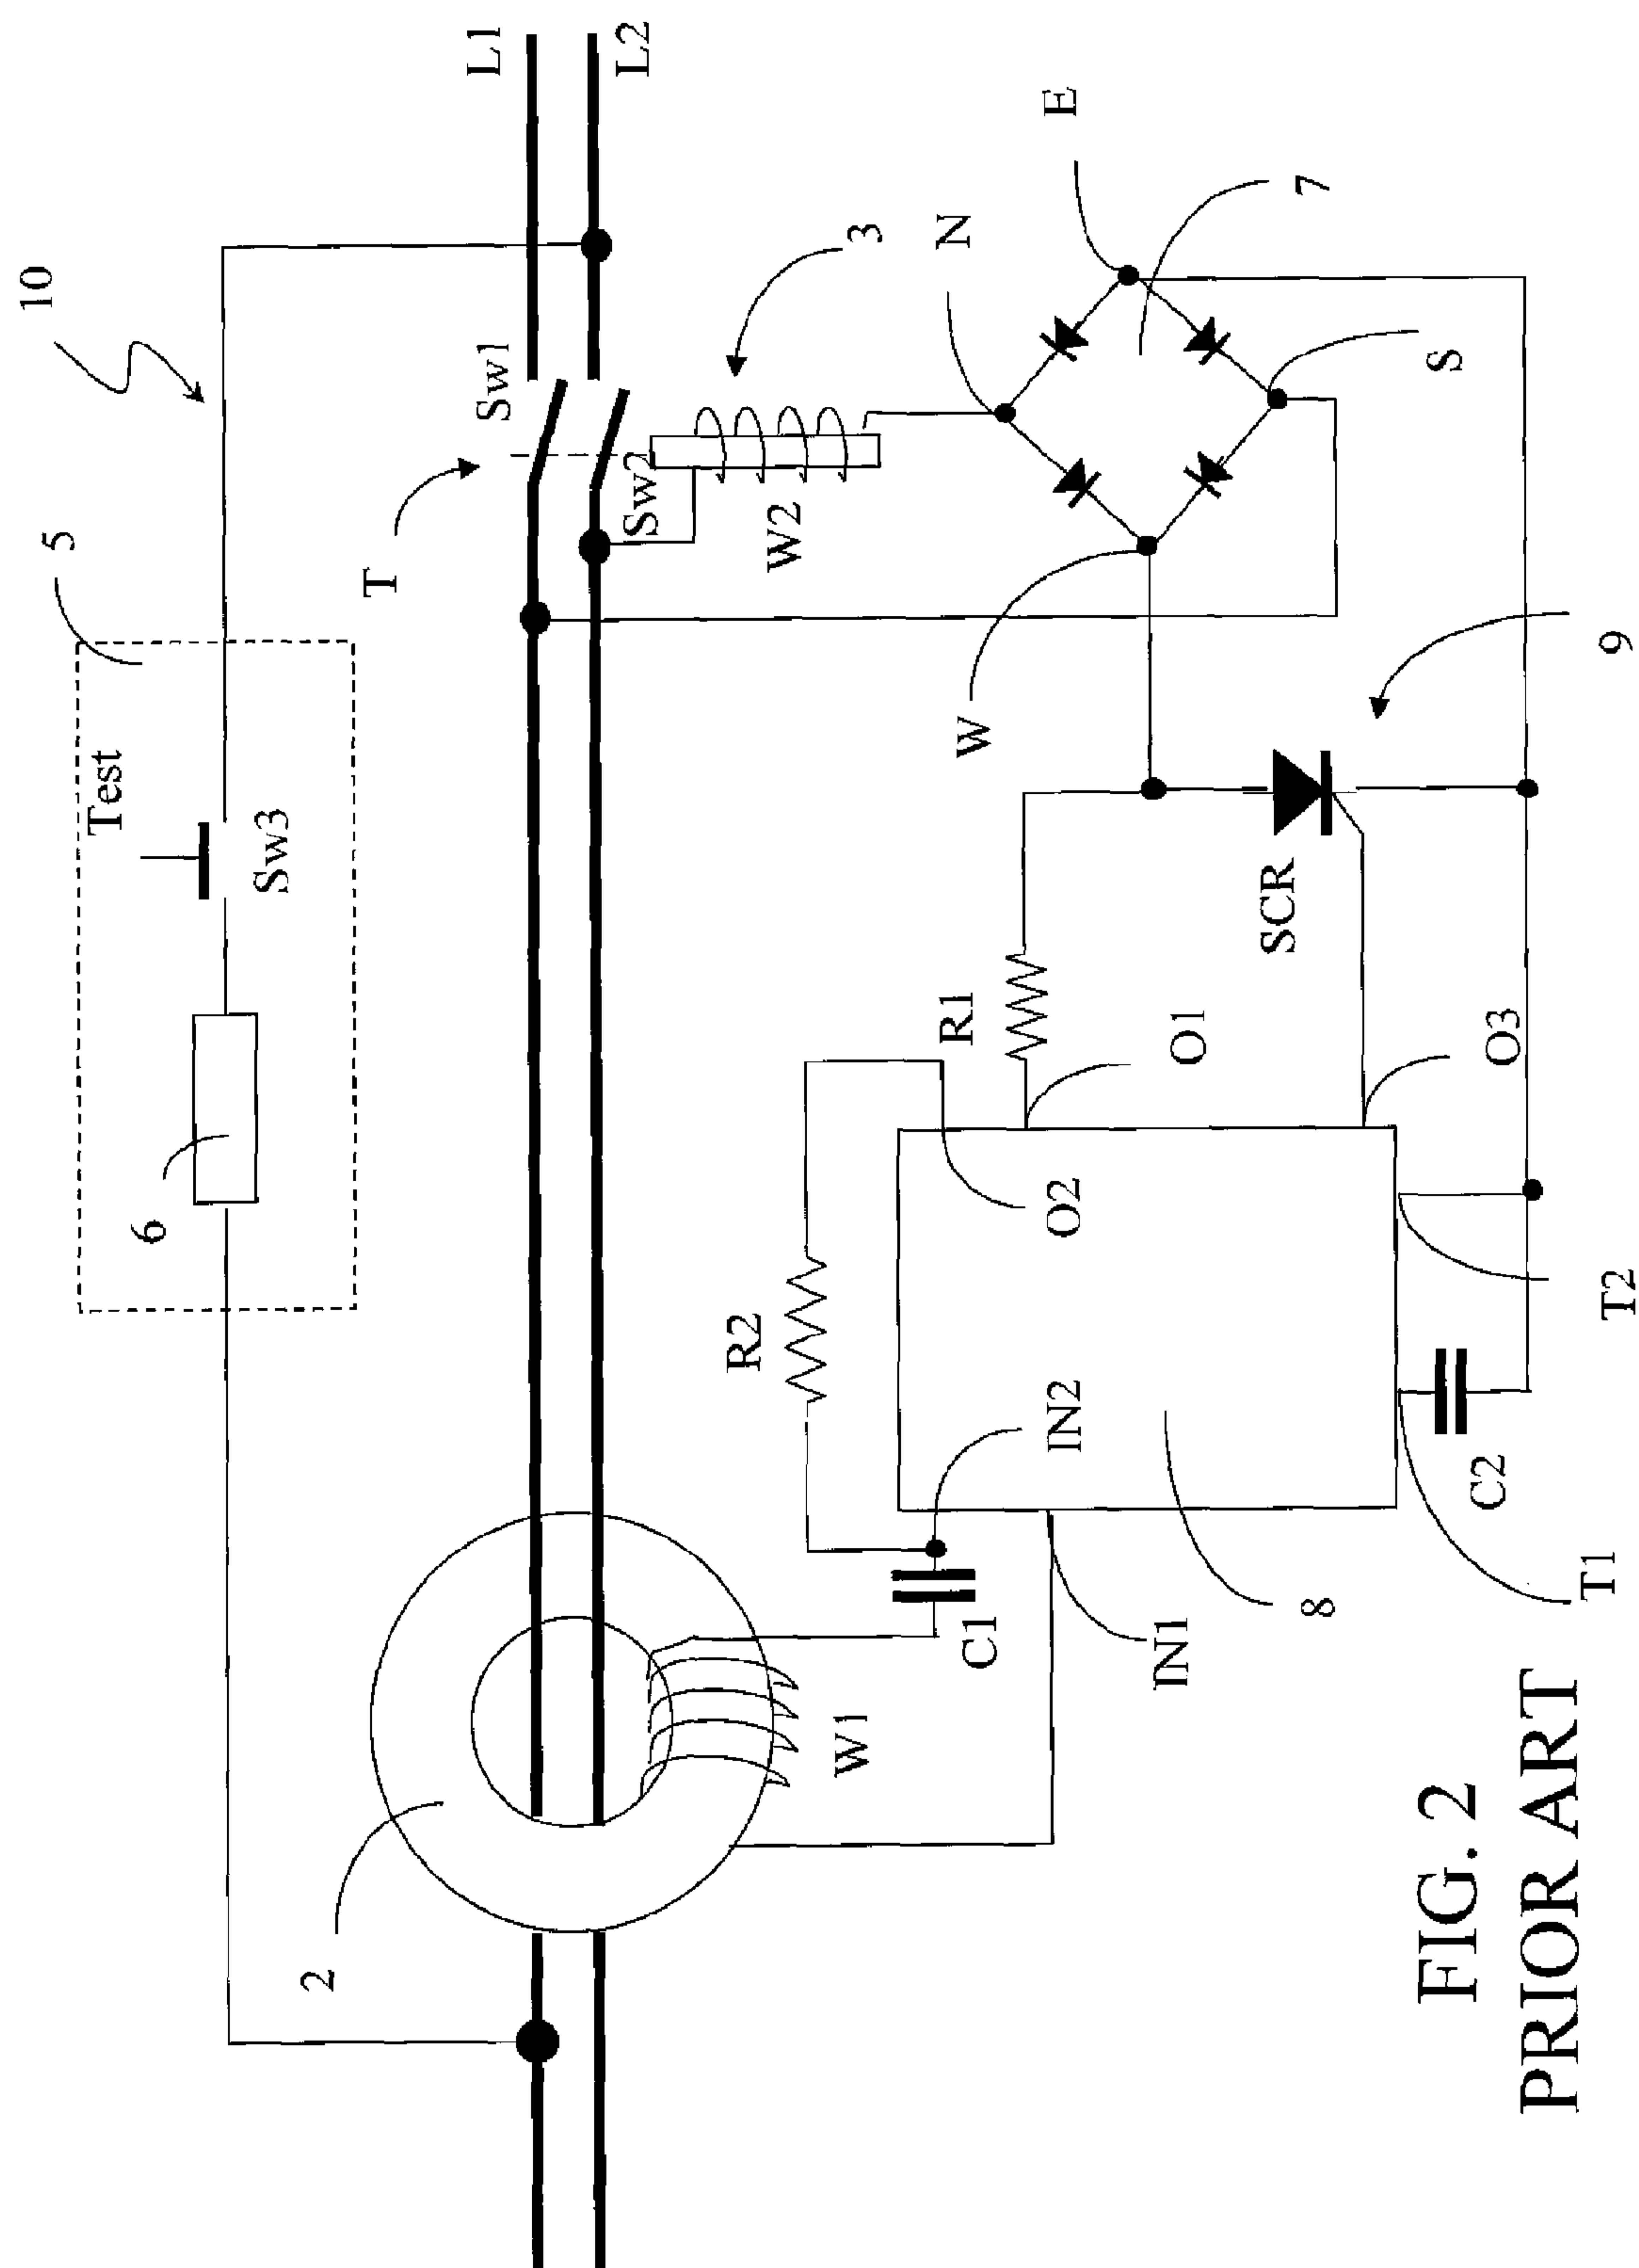 10
5
Test
Sw3
6
L1
L2
T
Sw1
Sw2
3
W2
N
E
7
S
W
9
SCR
R1
O1
O3
R2
O2
IN2
2
W1
C1
IN1
8
C2
T1
T2
FIG. 2
PRIOR ART